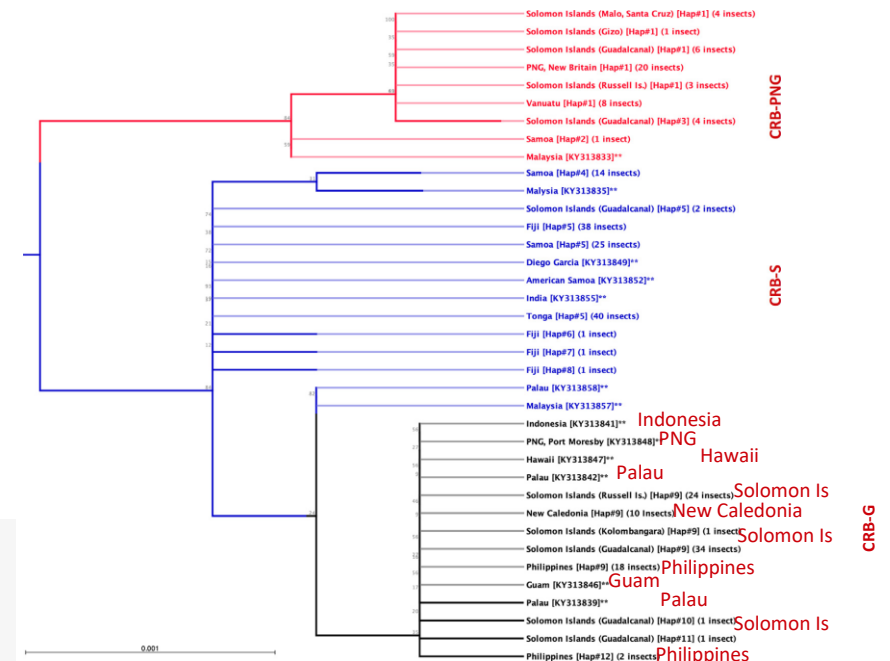 Solomon Islands (Malo, Santa Cruz) [Hap#1] (4 insects)
Solomon Islands (Gizo) [Hap#1] (1 insect)
Solomon Islands (Guadalcanal) [Hap#1] (6 insects)
PNG, New Britain [Hap#1] (20 insects)
Solomon Islands (Russell Is.) [Hap#1] (3 insects)
Vanuatu [Hap#1] (8 insects)
Solomon Islands (Guadalcanal) [Hap#3] (4 insects)
Samoa [Hap#2] (1 insect)
Malaysia [KY313833]**
CRB-PNG
Samoa [Hap#4] (14 insects)
Malysia [KY313835]**
Solomon Islands (Guadalcanal) [Hap#5] (2 insects)
Fiji [Hap#5] (38 insects)
Samoa [Hap#5] (25 insects)
Diego Garcia [KY313849]**
American Samoa [KY313852]**
India [KY313855]**
Tonga [Hap#5] (40 insects)
Fiji [Hap#6] (1 insect)
Fiji [Hap#7] (1 insect)
Fiji [Hap#8] (1 insect)
Palau [KY313858]**
Malaysia [KY313857]**
CRB-S
Indonesia [KY313841]** Indonesia
PNG, Port Moresby [KY313848]* PNG
Hawaii [KY313847]** Hawaii
Palau [KY313842]** Palau
Solomon Islands (Russell Is.) [Hap#9] (24 insects) Solomon Is
New Caledonia [Hap#9] (10 Insects) New Caledonia
Solomon Islands (Kolombangara) [Hap#9] (1 insect Solomon Is
Solomon Islands (Guadalcanal) [Hap#9] (34 insects)
Philippines [Hap#9] (18 insects) Philippines
Guam [KY313846]** Guam
Palau [KY313839]** Palau
Solomon Islands (Guadalcanal) [Hap#10] (1 insect) Solomon Is
Solomon Islands (Guadalcanal) [Hap#11] (1 insect)
Philippines [Hap#12] (2 insects Philippines
CRB-G
0.001